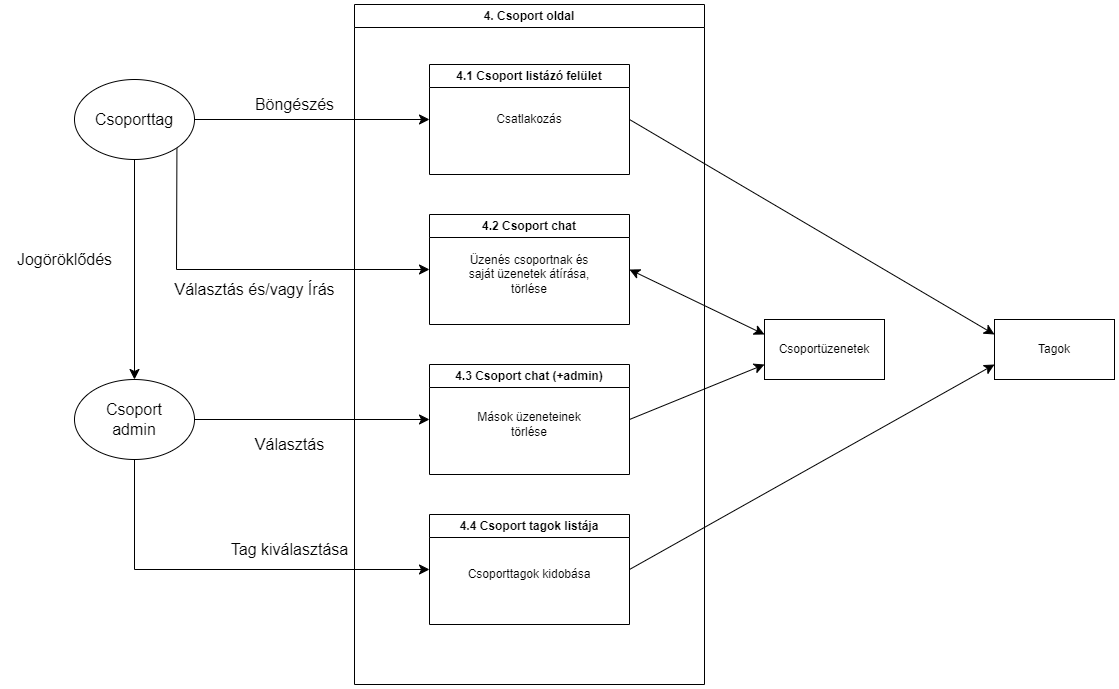 4. Csoport oldal
4.1 Csoport listázó felület
Böngészés
Csoporttag
Csatlakozás
4.2 Csoport chat
Jogöröklődés
Üzenés csoportnak és
saját üzenetek átírása,
törlése
Választás és/vagy Írás
Csoportüzenetek
Tagok
4.3 Csoport chat (+admin)
Csoport
admin
Mások üzeneteinek
törlése
Választás
4.4 Csoport tagok listája
Tag kiválasztása
Csoporttagok kidobása